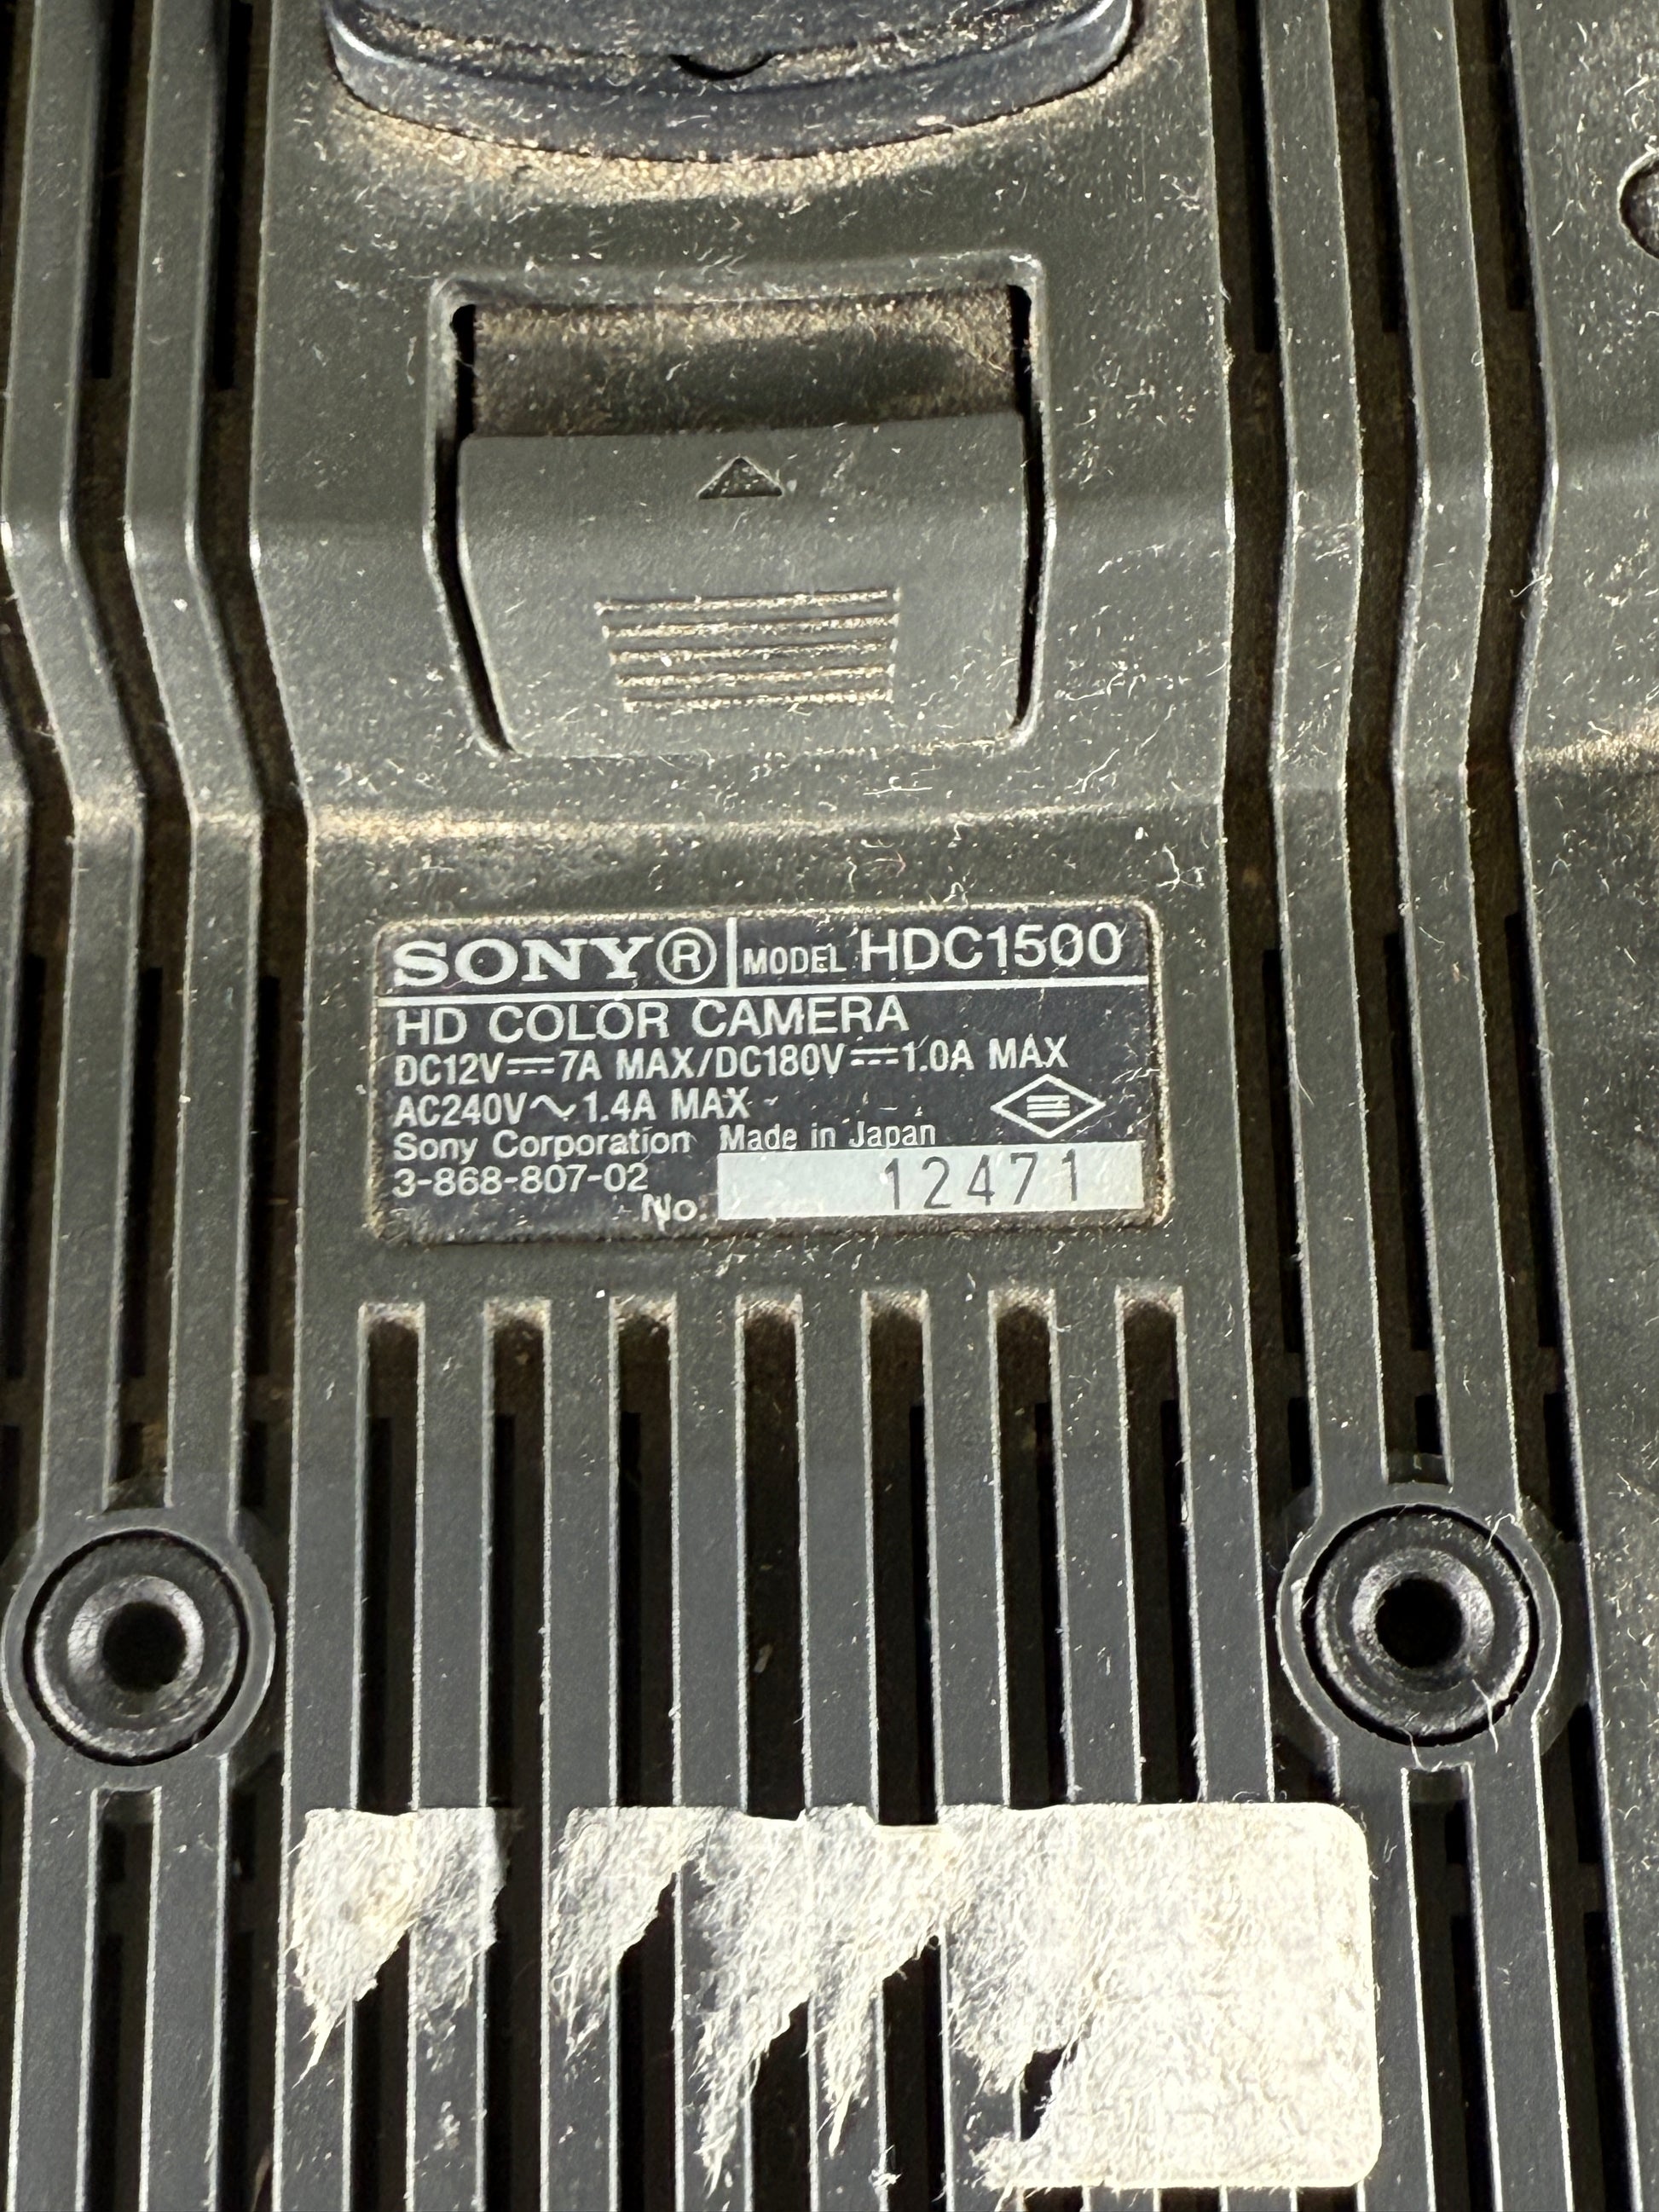 SONY® MODEL HDC1500
HD COLOR CAMERA
DC12V⎓7A MAX/DC180V⎓1.0A MAX
AC240V∼1.4A MAX
Sony Corporation Made in Japan
3-868-807-02
No. 12471